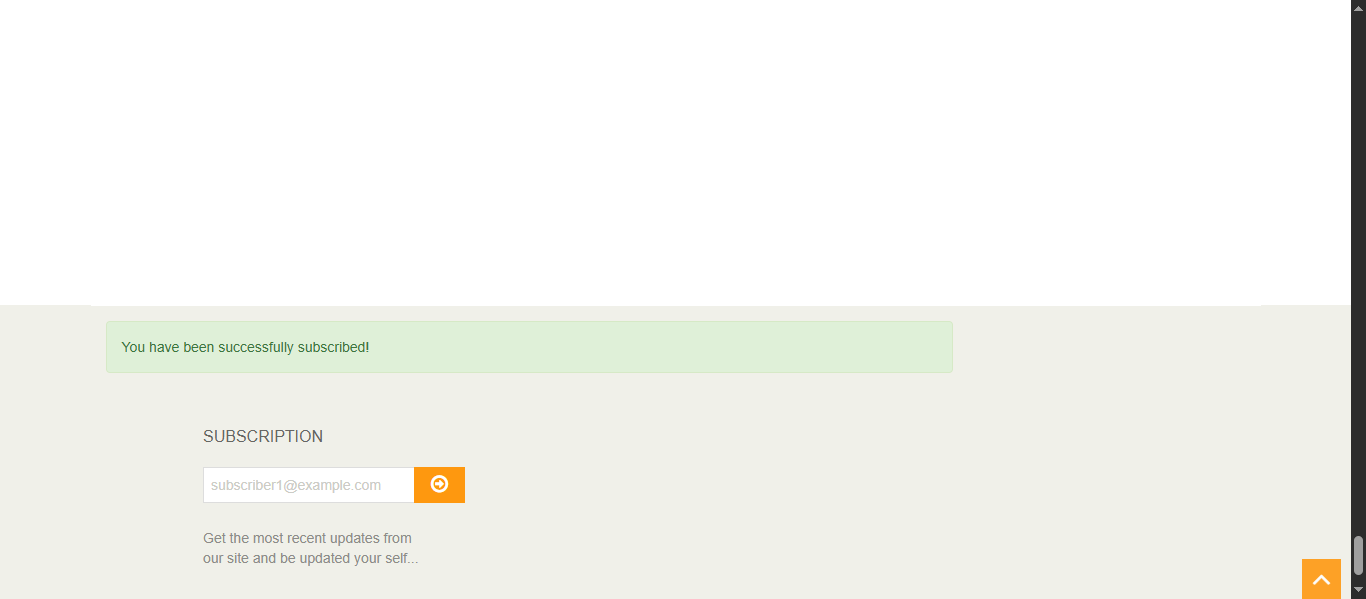 You have been successfully subscribed!
SUBSCRIPTION
subscriber1@example.com
Get the most recent updates from
our site and be updated your self...